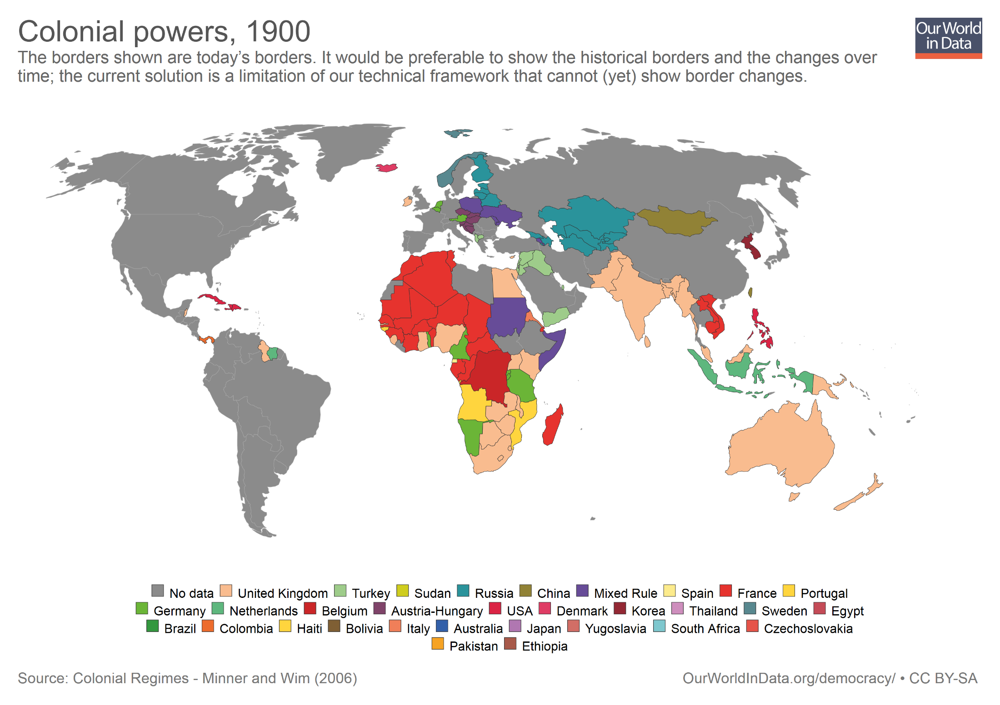 Colonial powers, 1900
Our World
in Data
The borders shown are today's borders. It would be preferable to show the historical borders and the changes over
time; the current solution is a limitation of our technical framework that cannot (yet) show border changes.
No data United Kingdom Turkey Sudan Russia China Mixed Rule Spain France Portugal
Germany Netherlands Belgium Austria-Hungary USA Denmark Korea Thailand Sweden Egypt
Brazil Colombia Haiti Bolivia Italy Australia Japan Yugoslavia South Africa Czechoslovakia
Pakistan Ethiopia
Source: Colonial Regimes - Minner and Wim (2006)
OurWorldInData.org/democracy/ • CC BY-SA